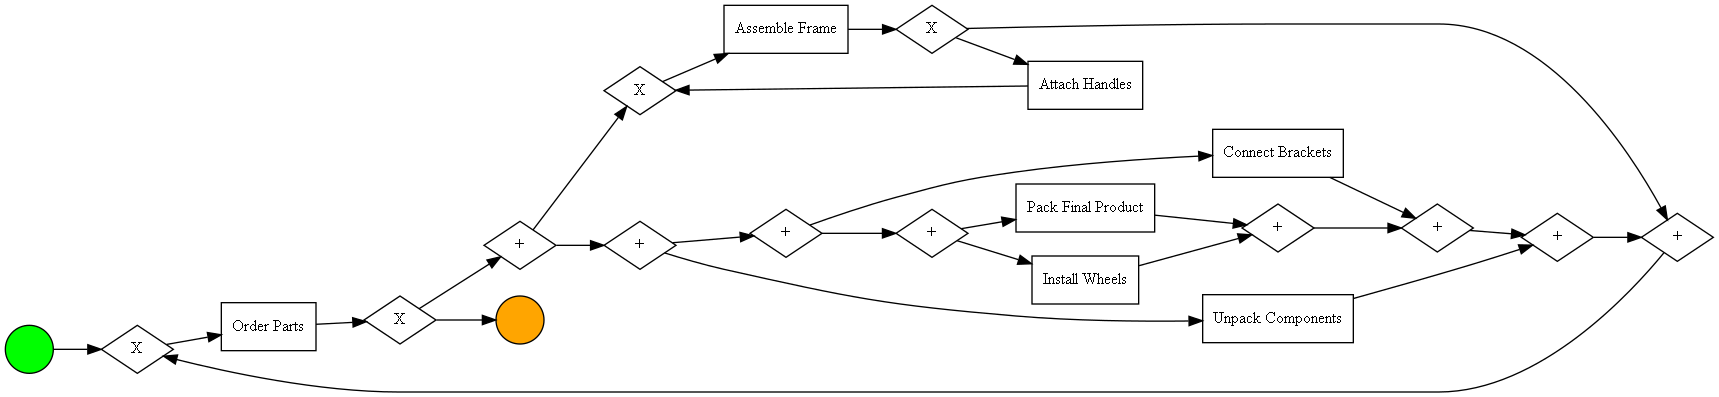 Assemble Frame
X
Attach Handles
X
Connect Brackets
Pack Final Product
+
+
+
+
+
+
+
+
Install Wheels
Order Parts
X
Unpack Components
X